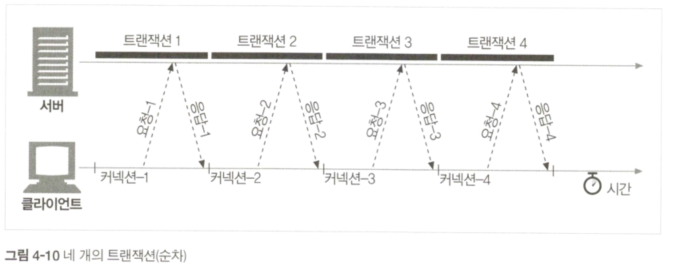 트랜잭션 1 트랜잭션 2 트랜잭션 3 트랜잭션 4
서버
요청-1 응답-1 요청-2 응답-2 요청-3 응답-3 요청-4 응답-4
커넥션-1 커넥션-2 커넥션-3 커넥션-4
시간
클라이언트
그림 4-10 네 개의 트랜잭션(순차)